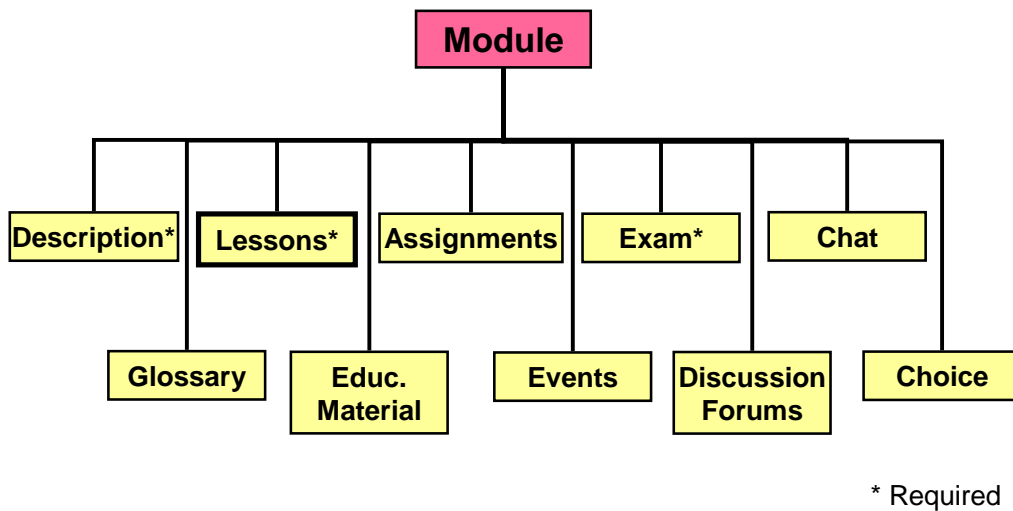 Module
Description*
Lessons*
Assignments
Exam*
Chat
Glossary
Educ.
Material
Events
Discussion
Forums
Choice
* Required